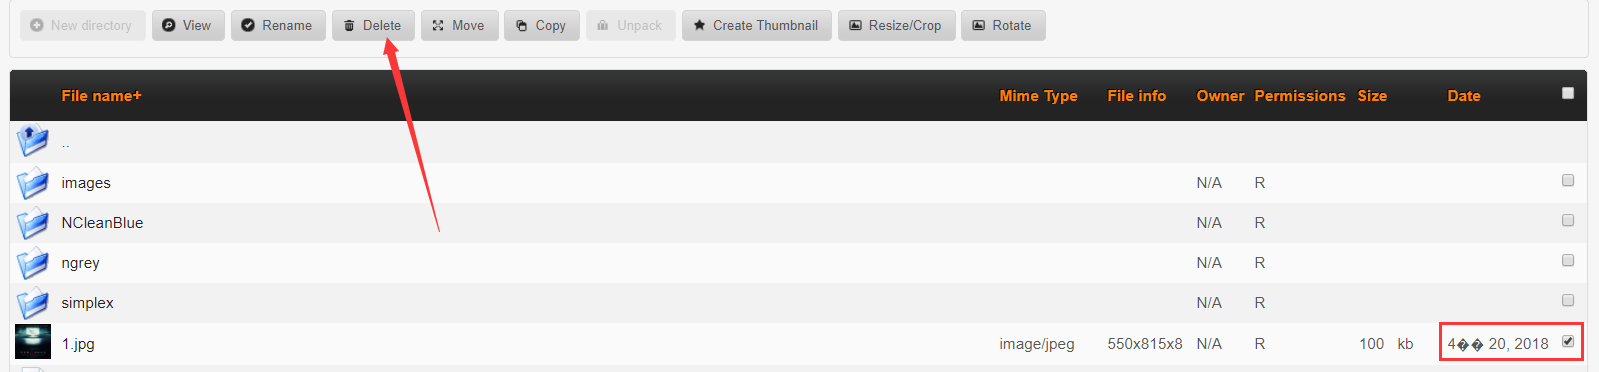 New directory View Rename Delete Move Copy Unpack Create Thumbnail Resize/Crop Rotate
File name+ Mime Type File info Owner Permissions Size Date
..
images N/A R
NCleanBlue N/A R
ngrey N/A R
simplex N/A R
1.jpg image/jpeg 550x815x8 N/A R 100 kb 4�� 20, 2018